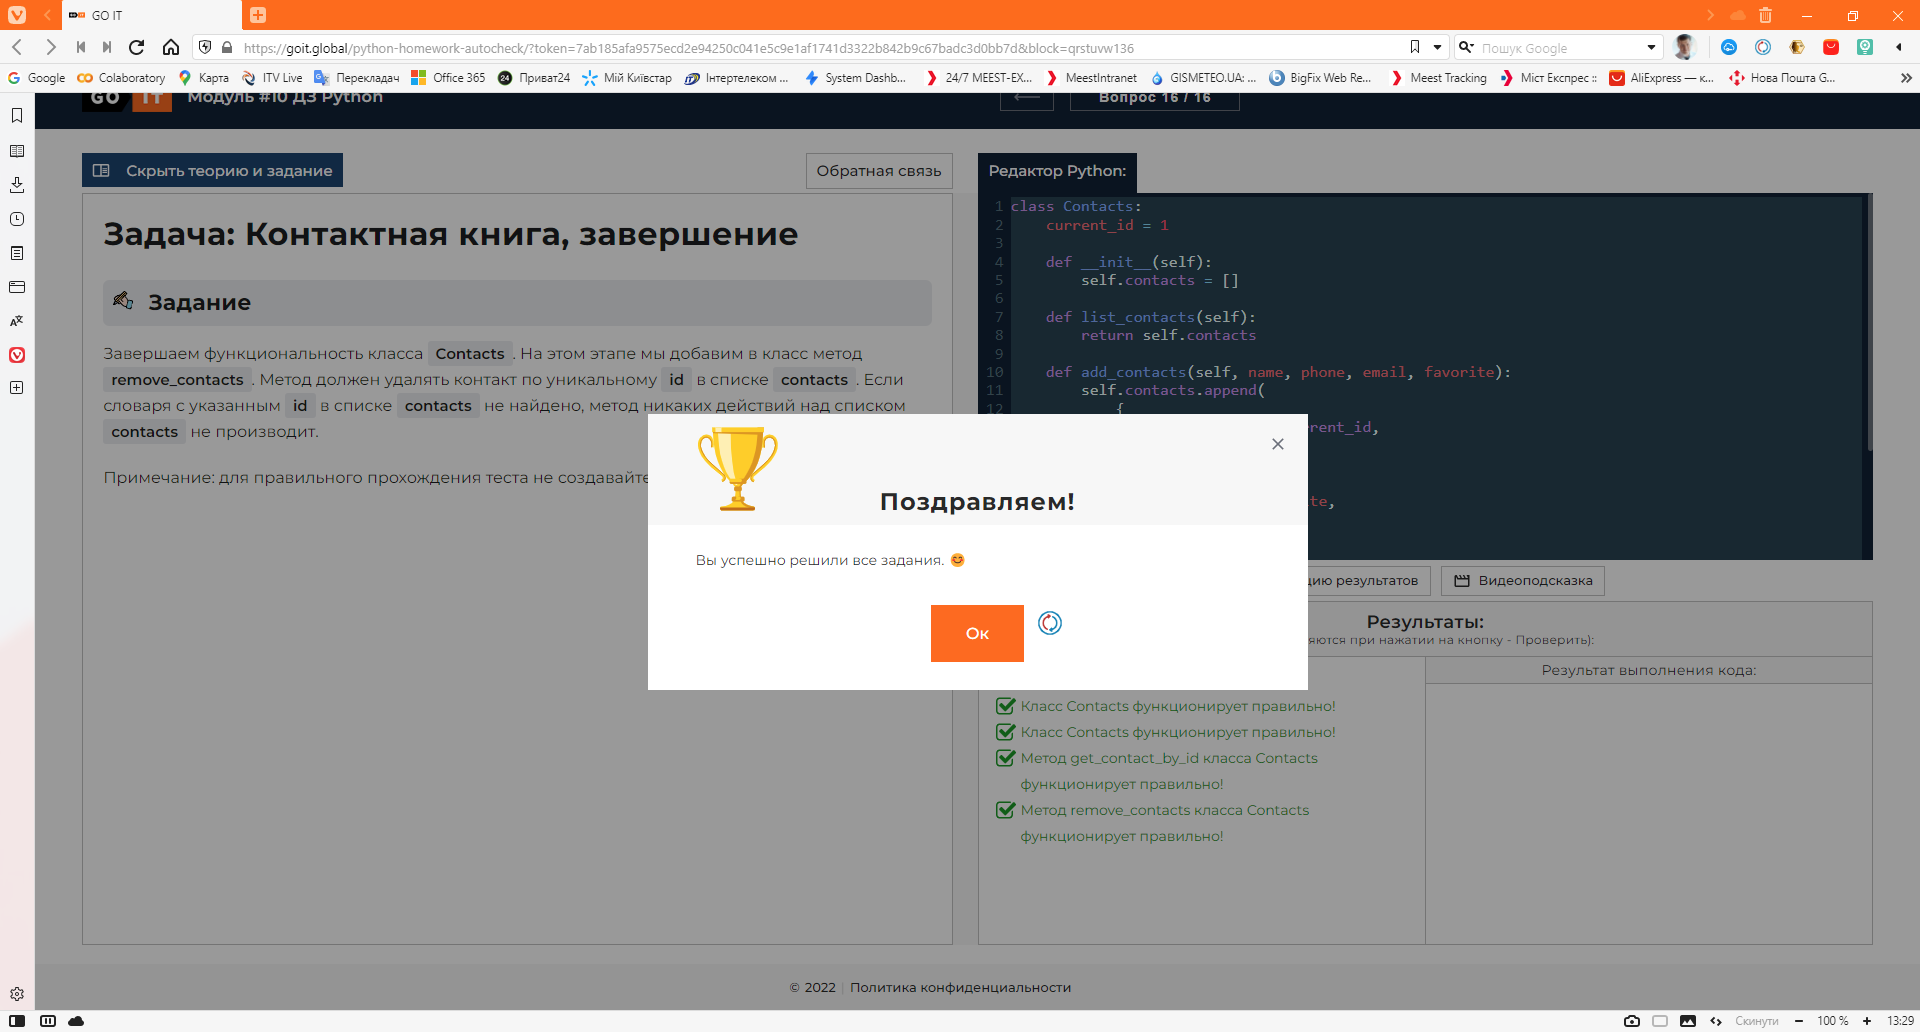 GO IT
https://goit.global/python-homework-autocheck/?token=7ab185afa9575ecd2e94250c041e5c9e1af1741d3322b842b9c67badc3d0bb7d&block=qrstuvw136
Пошук Google
Google
Colaboratory
Карта
ITV Live
Перекладач
Office 365
Приват24
Мій Київстар
Інтертелеком ...
System Dashb...
24/7 MEEST-EX...
MeestIntranet
GISMETEO.UA: ...
BigFix Web Re...
Meest Tracking
Міст Експрес ::
AliExpress — к...
Нова Пошта G...
GO IT
Модуль #10 ДЗ Python
Вопрос 16 / 16
Скрыть теорию и задание
Обратная связь
Задача: Контактная книга, завершение
Задание
Завершаем функциональность класса Contacts . На этом этапе мы добавим в класс метод
remove_contacts . Метод должен удалять контакт по уникальному id в списке contacts . Если
словаря с указанным id в списке contacts не найдено, метод никаких действий над списком
contacts не производит.
Примечание: для правильного прохождения теста не создавайте
Редактор Python:
1 class Contacts:
2 current_id = 1
3
4 def __init__(self):
5 self.contacts = []
6
7 def list_contacts(self):
8 return self.contacts
9
10 def add_contacts(self, name, phone, email, favorite):
11 self.contacts.append(
12 {
rent_id,
te,
Поздравляем!
Вы успешно решили все задания.
Ок
цию результатов
Видеоподсказка
Результаты:
яются при нажатии на кнопку - Проверить):
Результат выполнения кода:
Класс Contacts функционирует правильно!
Класс Contacts функционирует правильно!
Метод get_contact_by_id класса Contacts
функционирует правильно!
Метод remove_contacts класса Contacts
функционирует правильно!
© 2022 | Политика конфиденциальности
Скинути
100 %
13:29